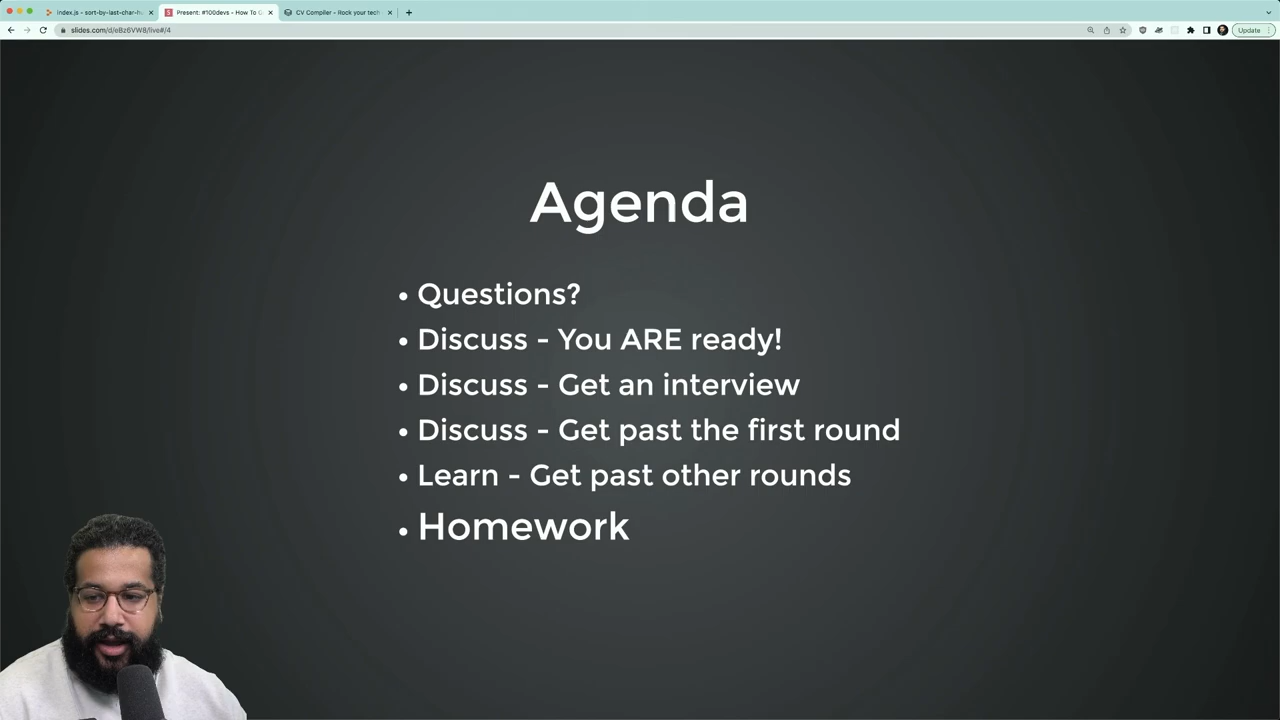 index.js - sort-by-last-char-h
Present: #100devs - How To G
CV Compiler - Rock your tech
slides.com/d/eBz6VW8/live#/4
Update
Agenda
• Questions?
• Discuss - You ARE ready!
• Discuss - Get an interview
• Discuss - Get past the first round
• Learn - Get past other rounds
• Homework